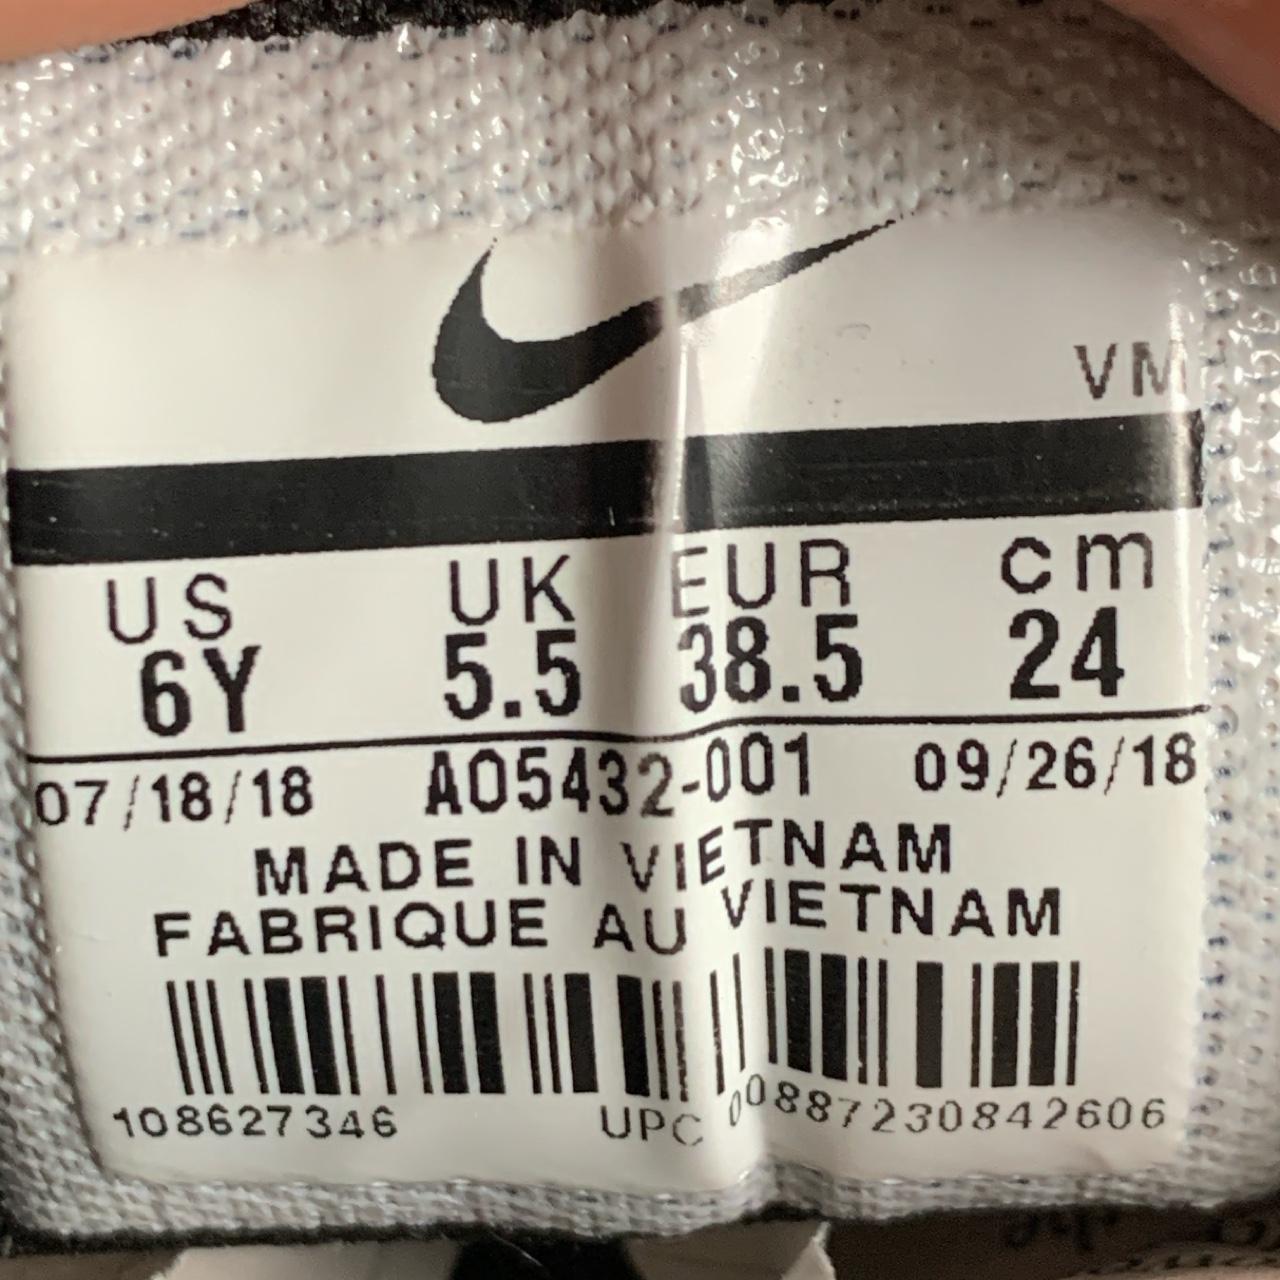 VM
US UK EUR cm
6Y 5.5 38.5 24
07/18/18 AO5432-001 09/26/18
MADE IN VIETNAM
FABRIQUE AU VIETNAM
108627346 UPC 00887230842606